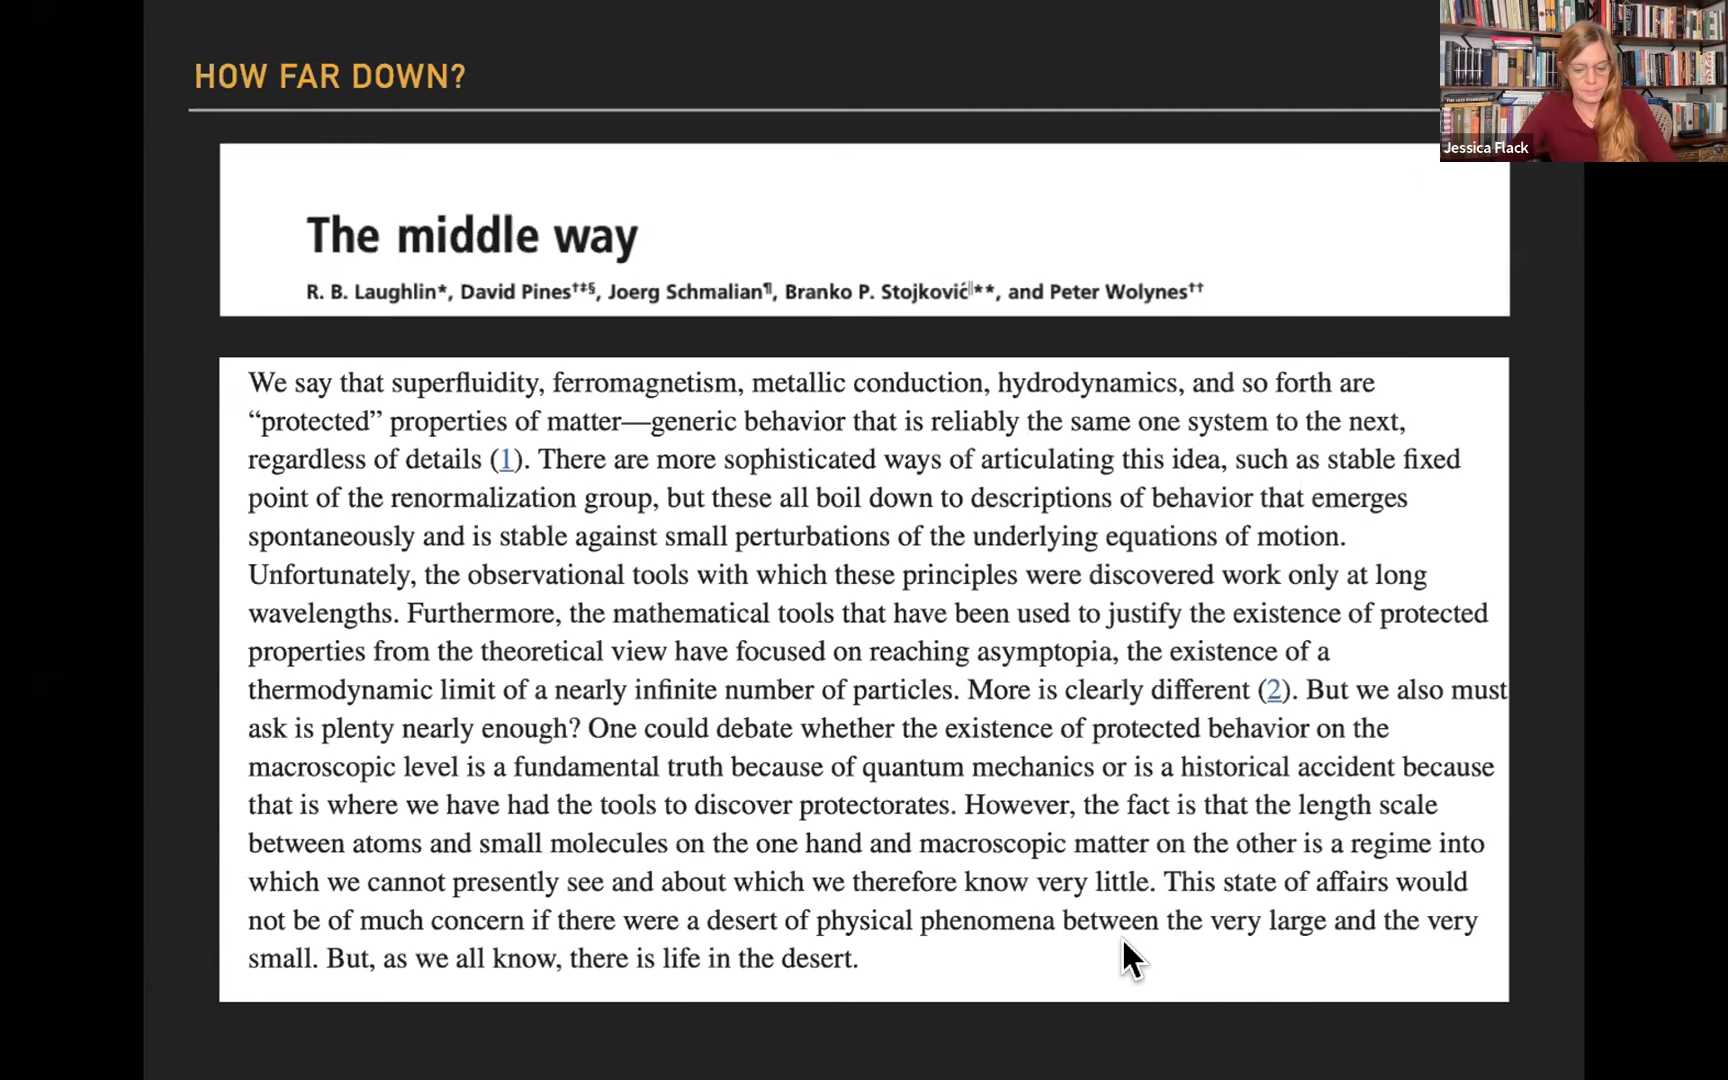 HOW FAR DOWN?
Jessica Flack
The middle way
R. B. Laughlin*, David Pines†‡§, Joerg Schmalian¶, Branko P. Stojković‖**, and Peter Wolynes††
We say that superfluidity, ferromagnetism, metallic conduction, hydrodynamics, and so forth are
“protected” properties of matter—generic behavior that is reliably the same one system to the next,
regardless of details (1). There are more sophisticated ways of articulating this idea, such as stable fixed
point of the renormalization group, but these all boil down to descriptions of behavior that emerges
spontaneously and is stable against small perturbations of the underlying equations of motion.
Unfortunately, the observational tools with which these principles were discovered work only at long
wavelengths. Furthermore, the mathematical tools that have been used to justify the existence of protected
properties from the theoretical view have focused on reaching asymptopia, the existence of a
thermodynamic limit of a nearly infinite number of particles. More is clearly different (2). But we also must
ask is plenty nearly enough? One could debate whether the existence of protected behavior on the
macroscopic level is a fundamental truth because of quantum mechanics or is a historical accident because
that is where we have had the tools to discover protectorates. However, the fact is that the length scale
between atoms and small molecules on the one hand and macroscopic matter on the other is a regime into
which we cannot presently see and about which we therefore know very little. This state of affairs would
not be of much concern if there were a desert of physical phenomena between the very large and the very
small. But, as we all know, there is life in the desert.